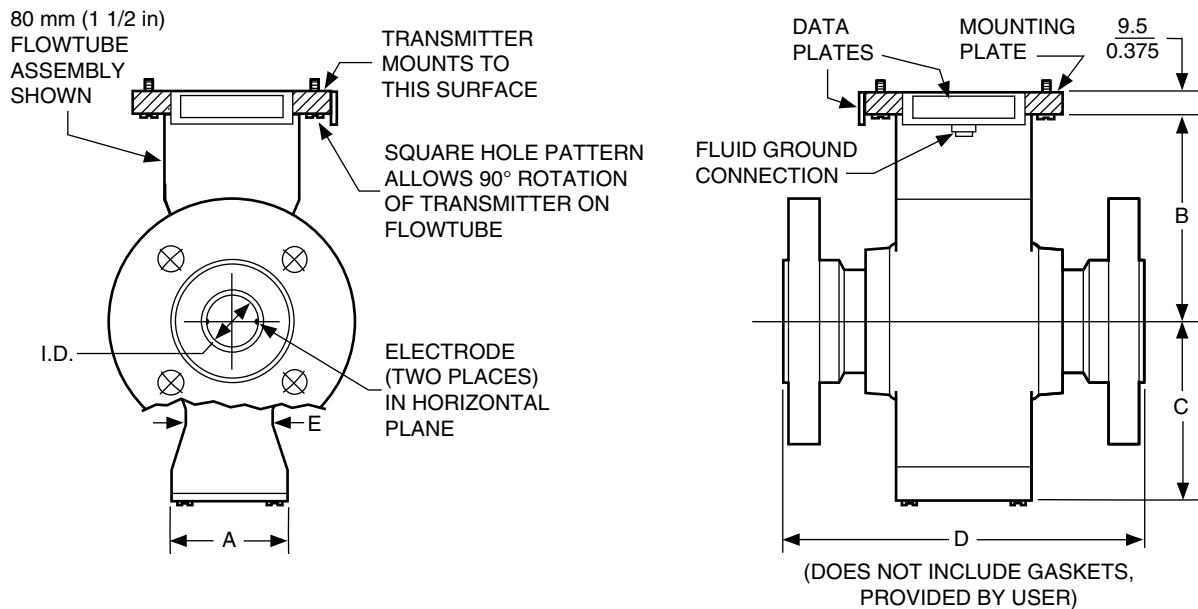 80 mm (1 1/2 in)
FLOWTUBE
ASSEMBLY
SHOWN
TRANSMITTER
MOUNTS TO
THIS SURFACE
SQUARE HOLE PATTERN
ALLOWS 90° ROTATION
OF TRANSMITTER ON
FLOWTUBE
I.D.
ELECTRODE
(TWO PLACES)
IN HORIZONTAL
PLANE
E
A
DATA
PLATES
MOUNTING
PLATE
9.5
0.375
FLUID GROUND
CONNECTION
B
C
D
(DOES NOT INCLUDE GASKETS,
PROVIDED BY USER)